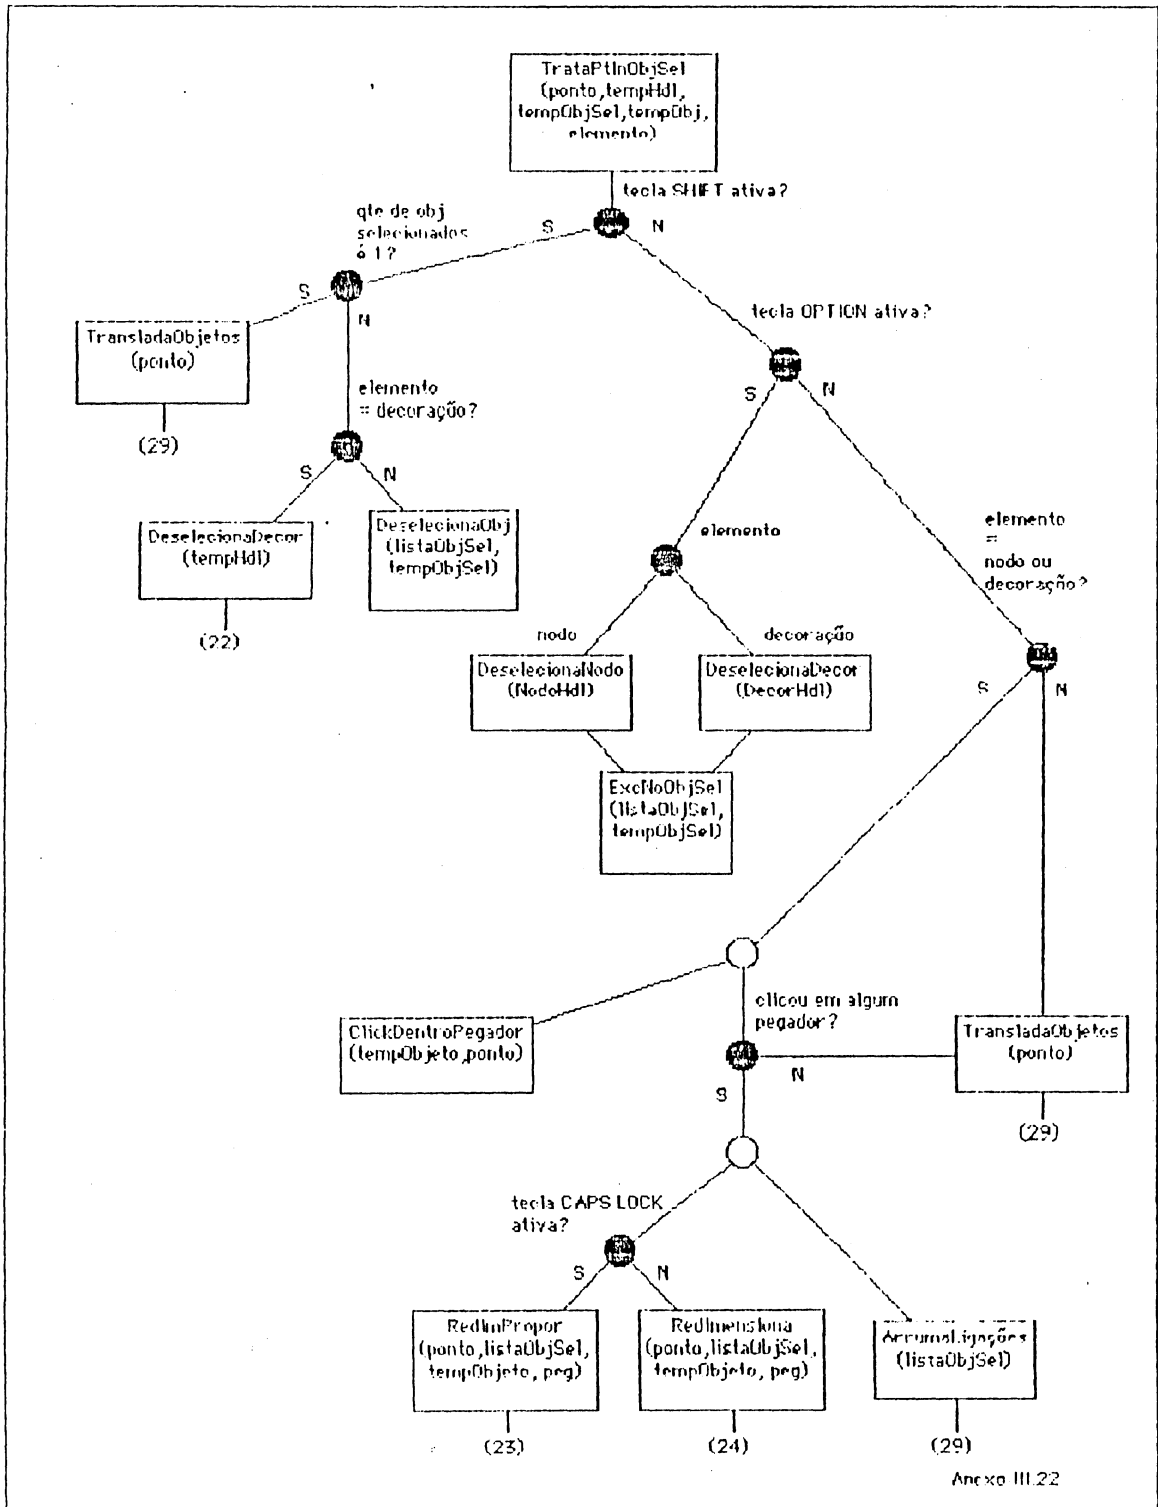 TrataPtInObjSel
(ponto,tempHdl,
tempObjSel,tempObj,
elemento)
tecla SHIFT ativa?
qte de obj
selecionados
é 1?
S
N
S
N
tecla OPTION ativa?
TransladaObjetos
(ponto)
(29)
elemento
= decoração?
S
N
S
N
DeselecionaDecor
(tempHdl)
(22)
DeselecionaObj
(listaObjSel,
tempObjSel)
elemento
elemento
=
nodo ou
decoração?
nodo
decoração
DeselecionaNodo
(NodoHdl)
DeselecionaDecor
(DecorHdl)
S
N
ExcNoObjSel
(listaObjSel,
tempObjSel)
clicou em algum
pegador?
ClickDentroPegador
(tempObjeto,ponto)
TransladaObjetos
(ponto)
N
S
(29)
tecla CAPS LOCK
ativa?
S
N
RedimPropor
(ponto,listaObjSel,
tempObjeto, peg)
Redimensiona
(ponto,listaObjSel,
tempObjeto, peg)
ArrumaLigações
(listaObjSel)
(23)
(24)
(29)
Anexo III.22